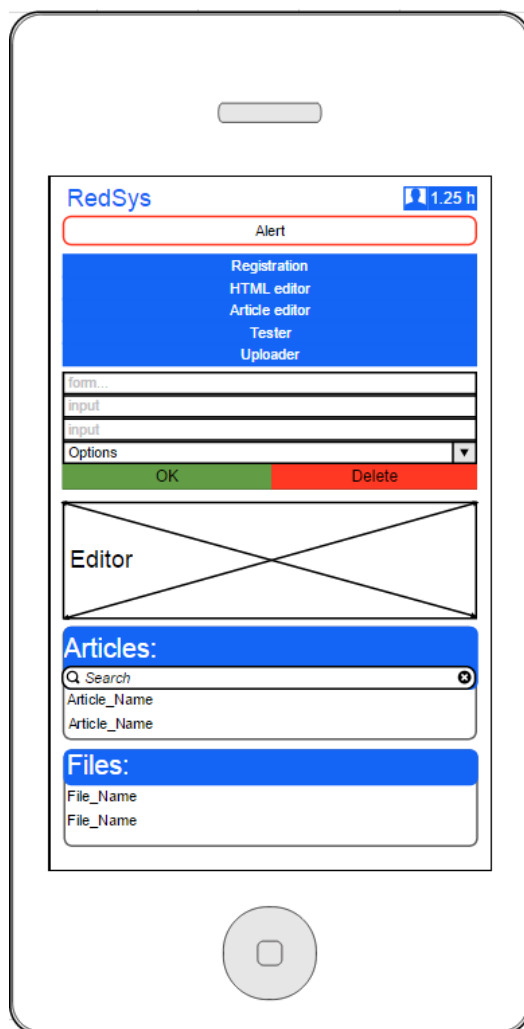 RedSys
1.25 h
Alert
Registration
HTML editor
Article editor
Tester
Uploader
form...
input
input
Options
OK
Delete
Editor
Articles:
Search
Article_Name
Article_Name
Files:
File_Name
File_Name